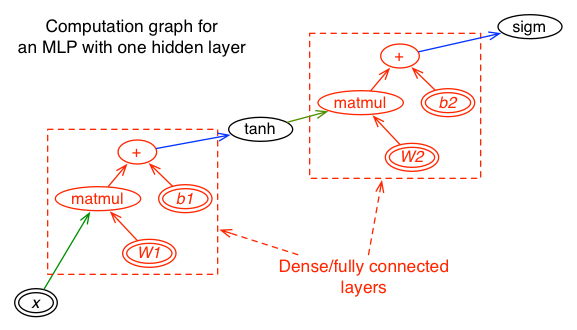 Computation graph for
an MLP with one hidden layer
sigm
+
matmul
b2
tanh
W2
+
matmul
b1
W1
Dense/fully connected
layers
x